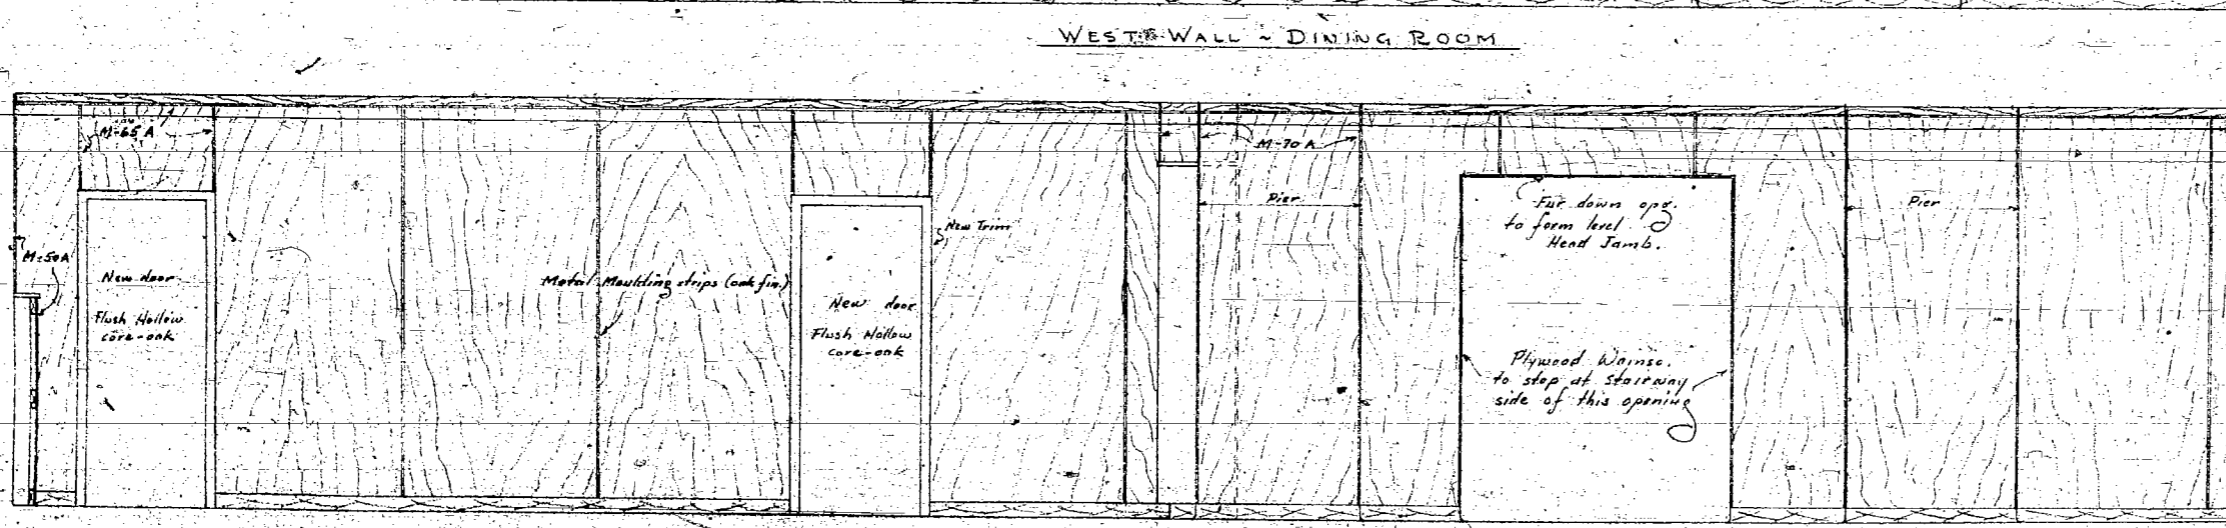 WEST WALL ~ DINING ROOM
M-65 A
M-70 A
Pier
Fur down opg.
to form level
Head Jamb.
Pier
New Trim
M-50A
New door
Flush Hollow
core-oak
Metal Moulding strips (oak fin.)
New door
Flush Hollow
core-oak
Plywood Wainsc.
to stop at Stairway
side of this opening